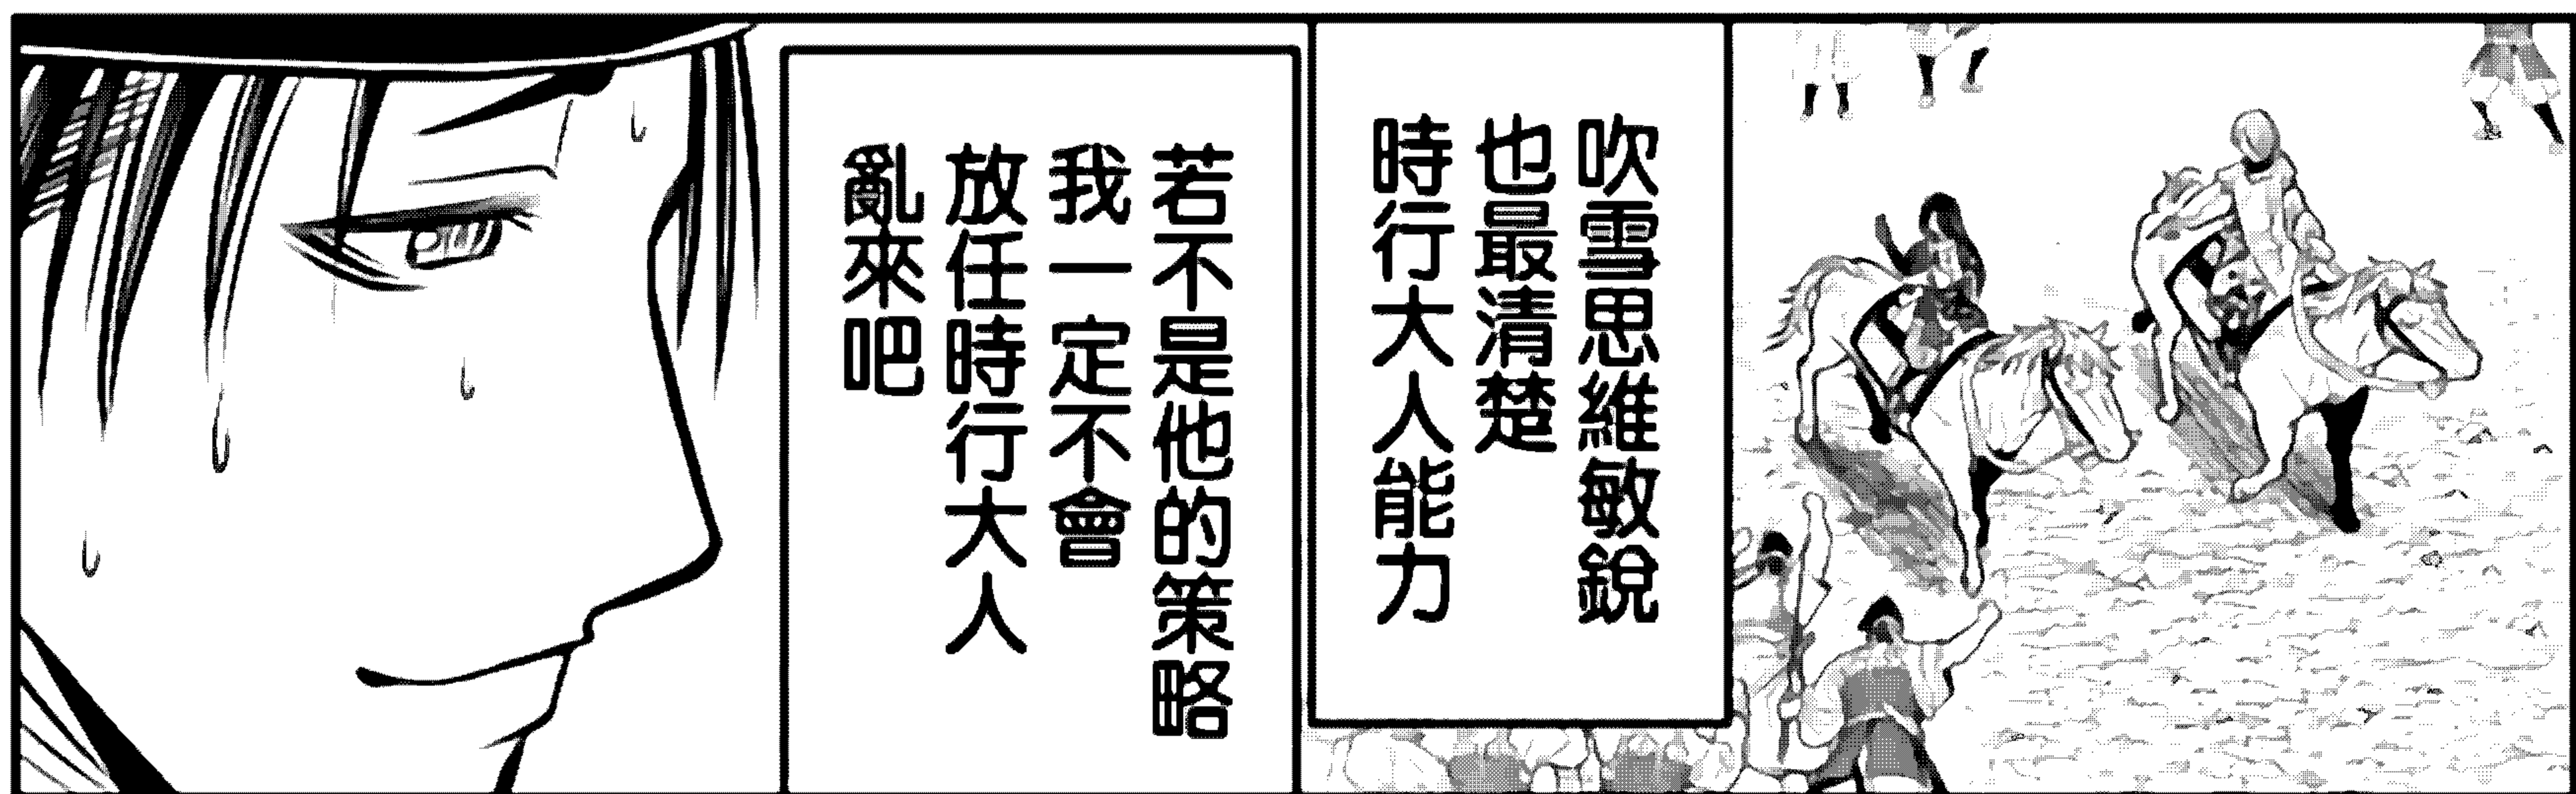 吹雪思維敏銳
也最清楚
時行大人能力
若不是他的策略
我一定不會
放任時行大人
亂來吧